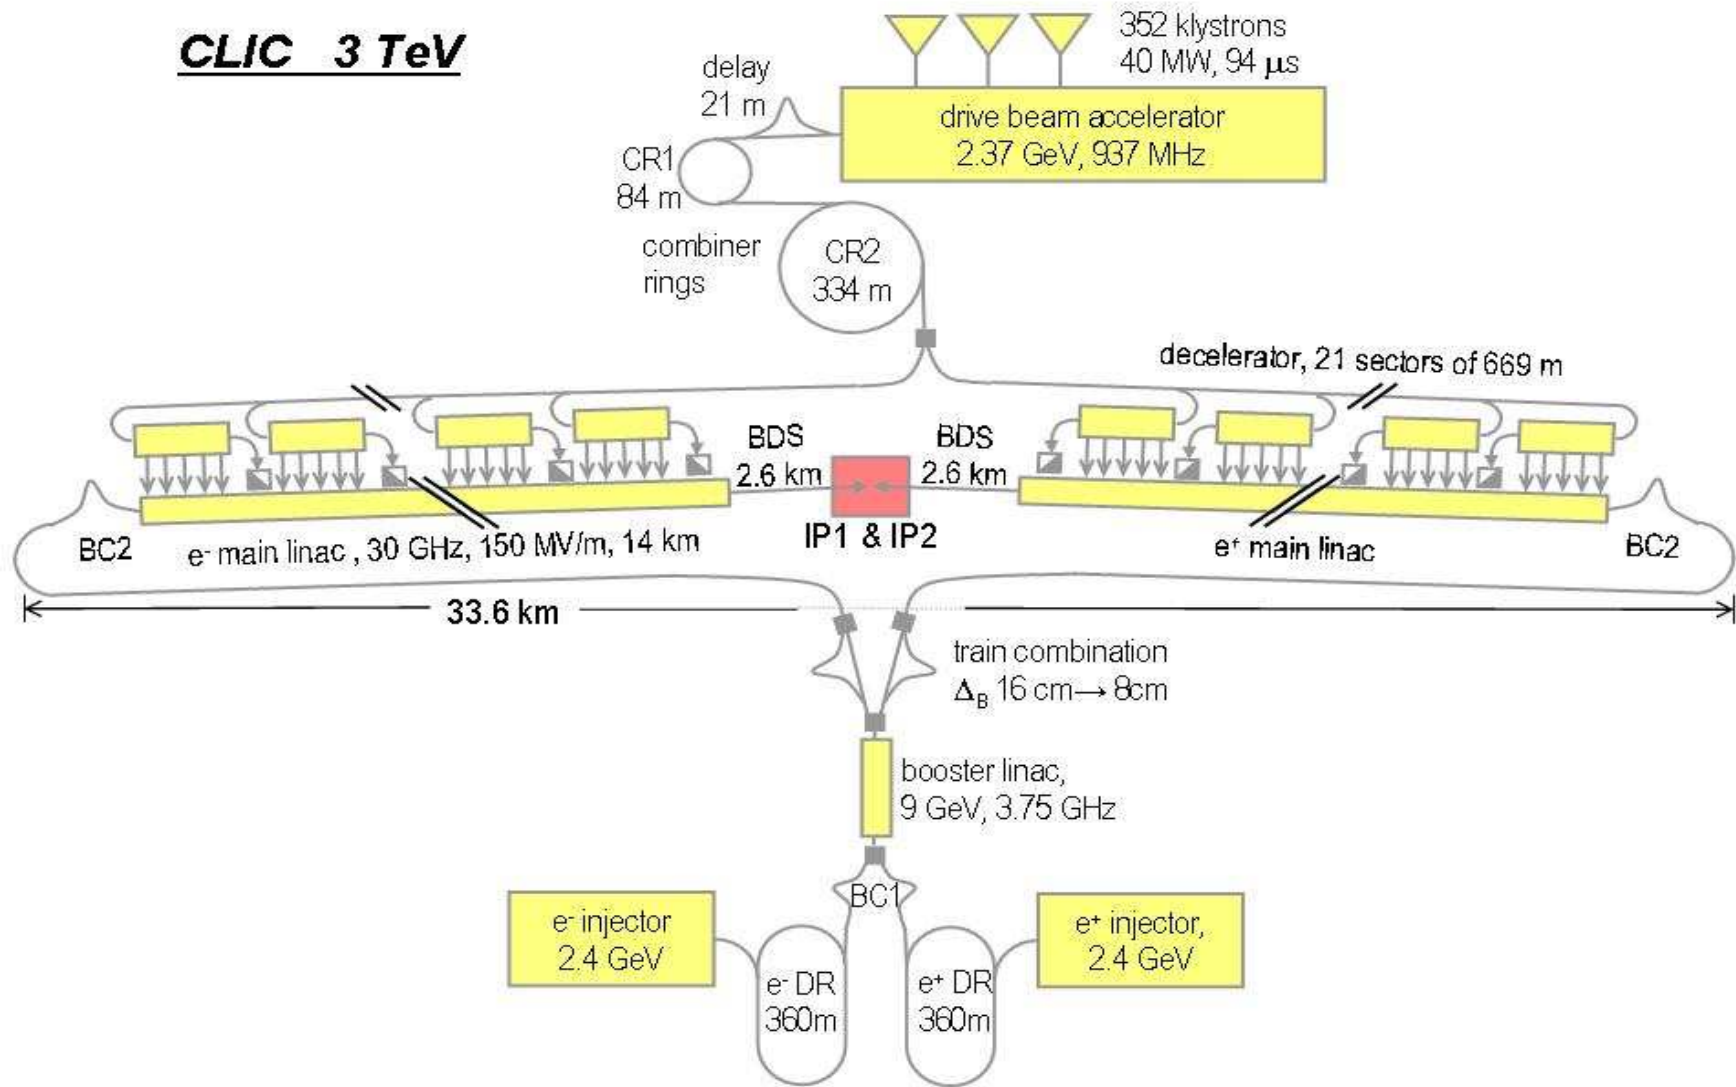 CLIC 3 TeV
352 klystrons
40 MW, 94 μs
delay
21 m
drive beam accelerator
2.37 GeV, 937 MHz
CR1
84 m
combiner
rings
CR2
334 m
decelerator, 21 sectors of 669 m
BDS
2.6 km
BDS
2.6 km
IP1 & IP2
BC2
e- main linac , 30 GHz, 150 MV/m, 14 km
e+ main linac
BC2
33.6 km
train combination
ΔB 16 cm→ 8cm
booster linac,
9 GeV, 3.75 GHz
BC1
e- injector
2.4 GeV
e+ injector,
2.4 GeV
e- DR
360m
e+ DR
360m